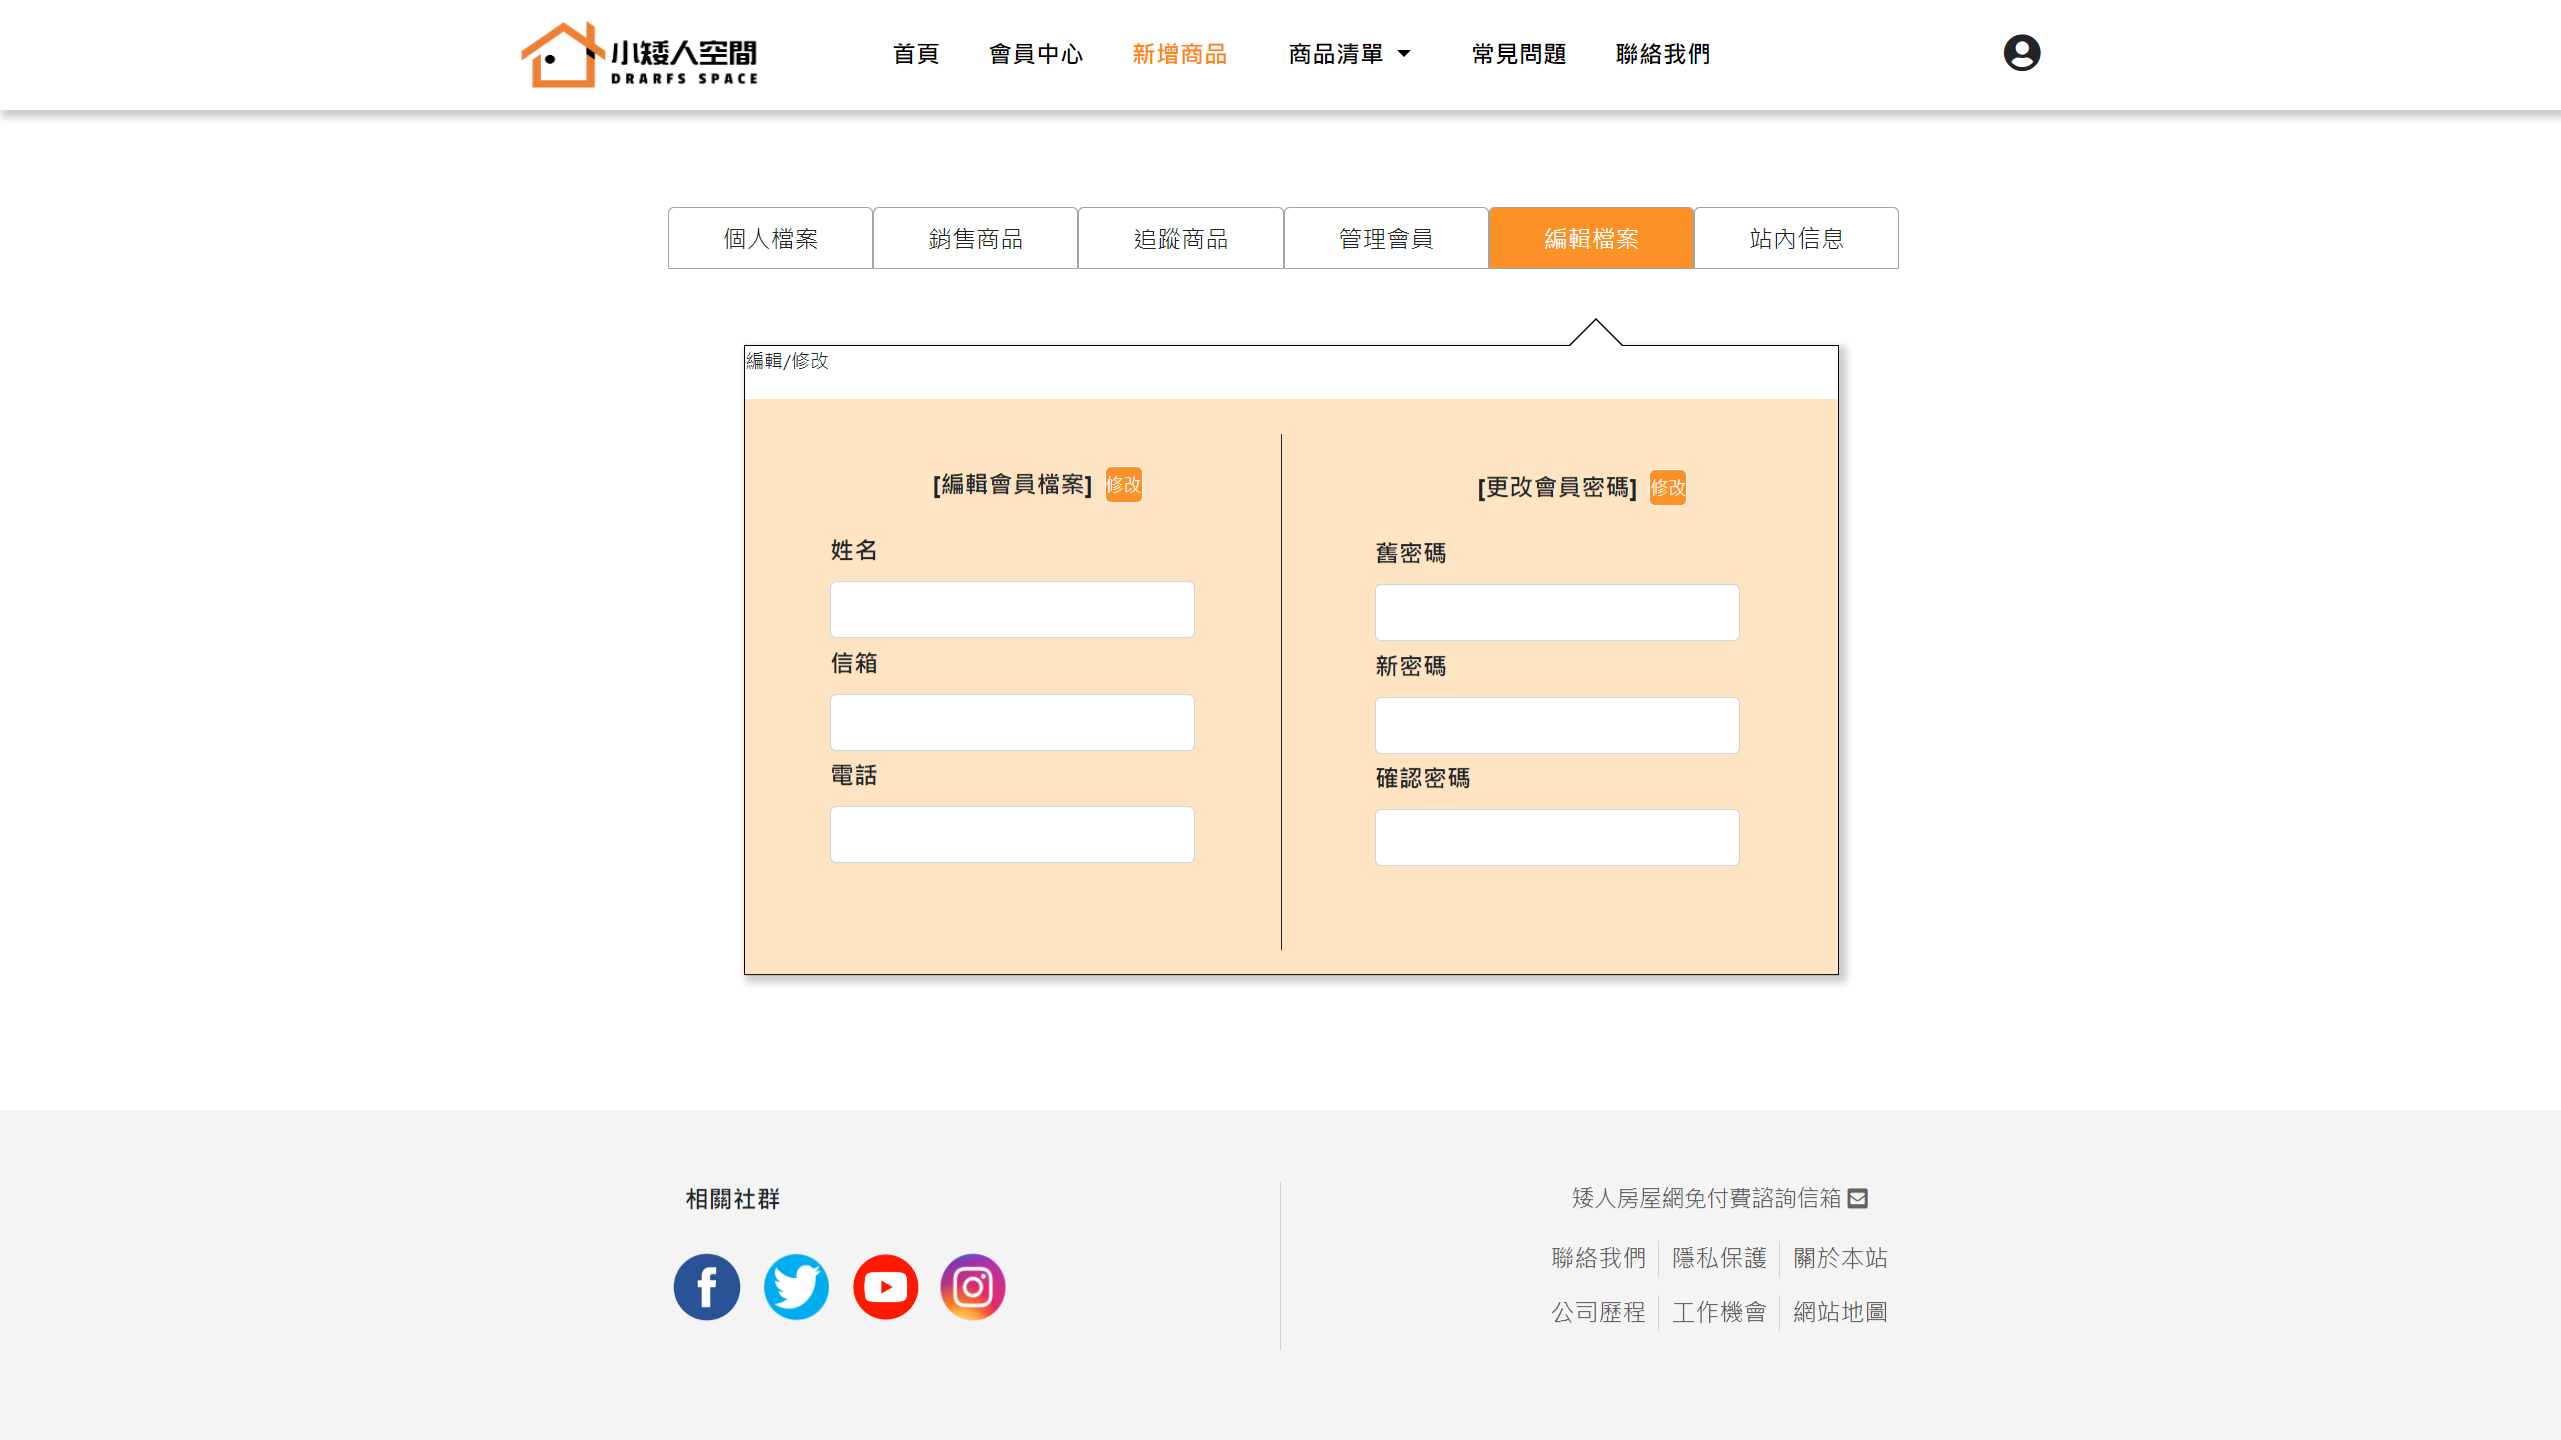 小矮人空間
DRARFS SPACE
首頁 會員中心 新增商品 商品清單 常見問題 聯絡我們
個人檔案 銷售商品 追蹤商品 管理會員 編輯檔案 站內信息
編輯/修改
[編輯會員檔案] 修改
姓名
信箱
電話
[更改會員密碼] 修改
舊密碼
新密碼
確認密碼
相關社群
矮人房屋網免付費諮詢信箱
聯絡我們 隱私保護 關於本站
公司歷程 工作機會 網站地圖